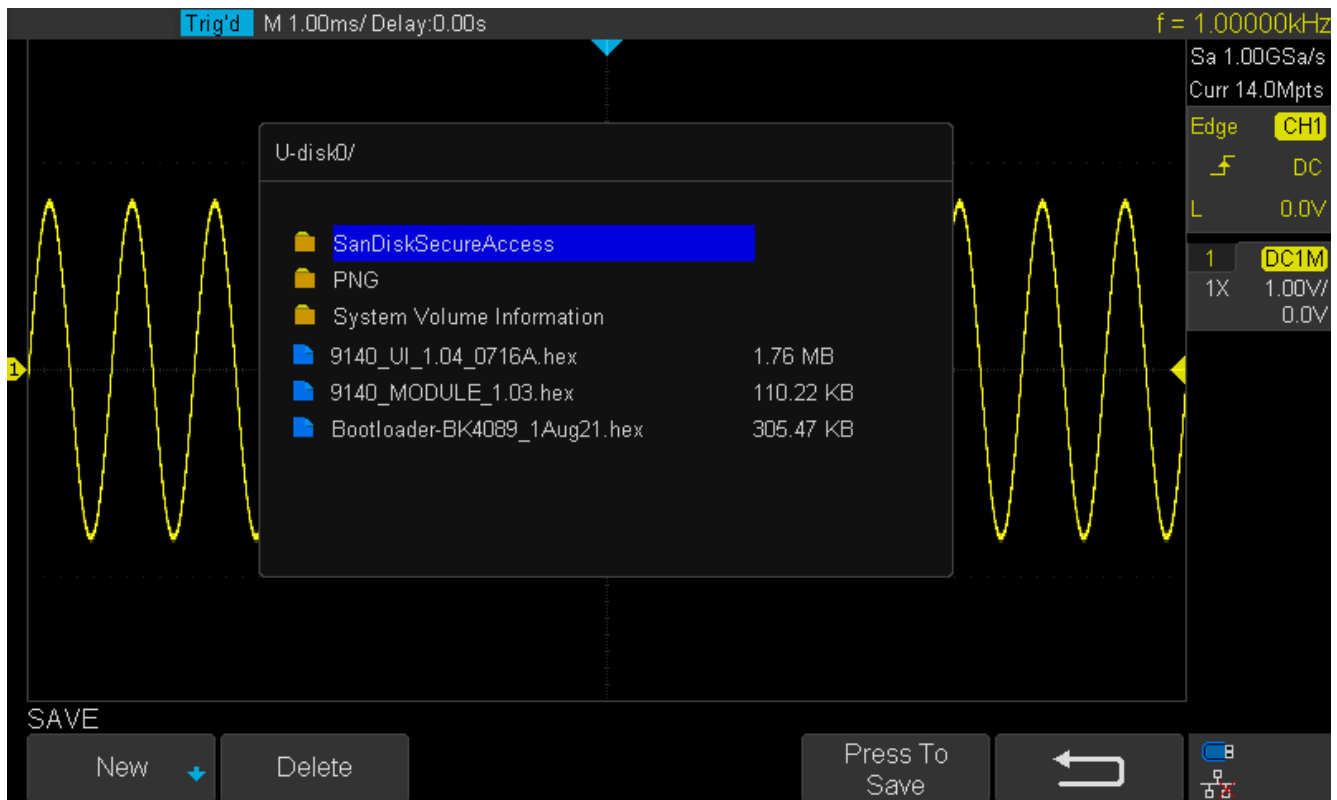 Trig'd M 1.00ms/ Delay:0.00s f = 1.00000kHz
Sa 1.00GSa/s
Curr 14.0Mpts
Edge CH1
DC
L 0.0V
1 DC1M
1X 1.00V/
0.0V
U-disk0/
SanDiskSecureAccess
PNG
System Volume Information
9140_UI_1.04_0716A.hex 1.76 MB
9140_MODULE_1.03.hex 110.22 KB
Bootloader-BK4089_1Aug21.hex 305.47 KB
1
SAVE
New Delete Press To
Save